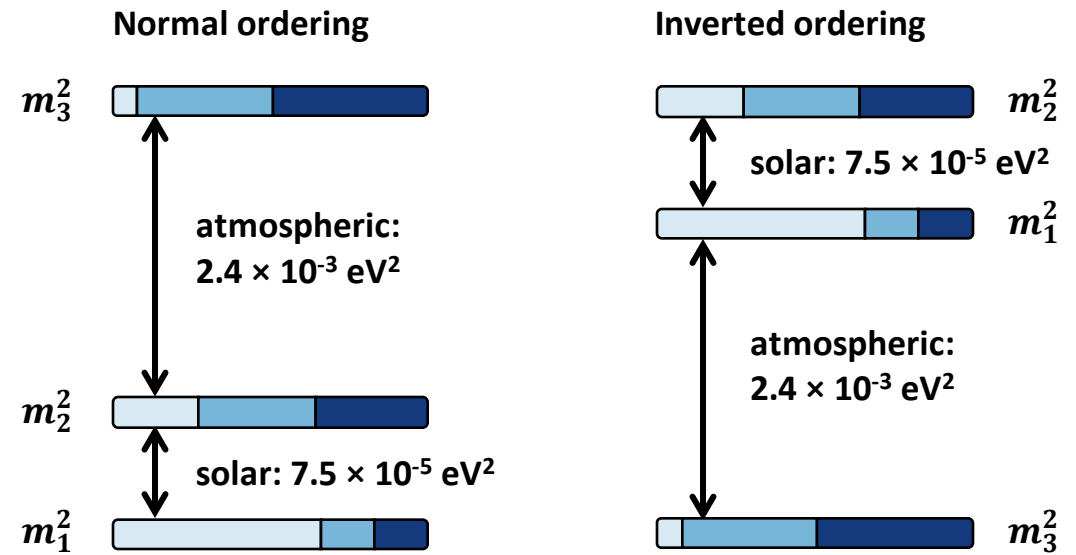 Normal ordering
m₃²
atmospheric:
2.4 × 10⁻³ eV²
m₂²
solar: 7.5 × 10⁻⁵ eV²
m₁²
Inverted ordering
m₂²
solar: 7.5 × 10⁻⁵ eV²
m₁²
atmospheric:
2.4 × 10⁻³ eV²
m₃²